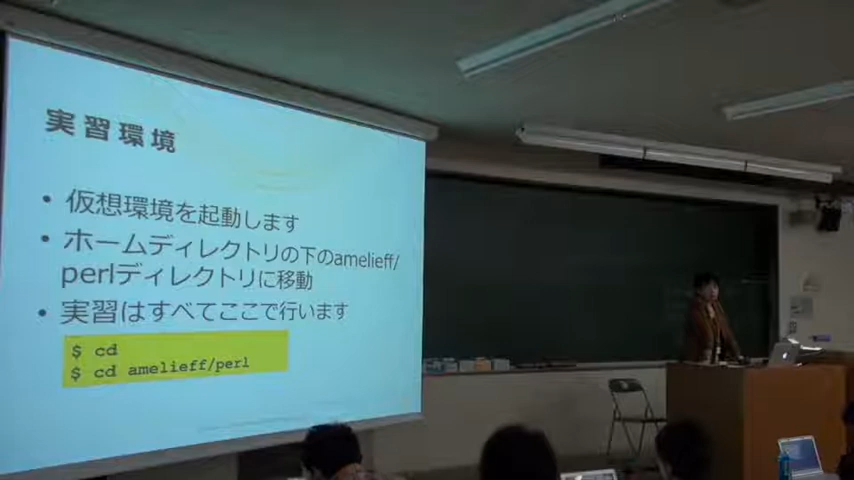 実習環境
• 仮想環境を起動します
• ホームディレクトリの下のamelieff/
perlディレクトリに移動
• 実習はすべてここで行います
$ cd
$ cd amelieff/perl